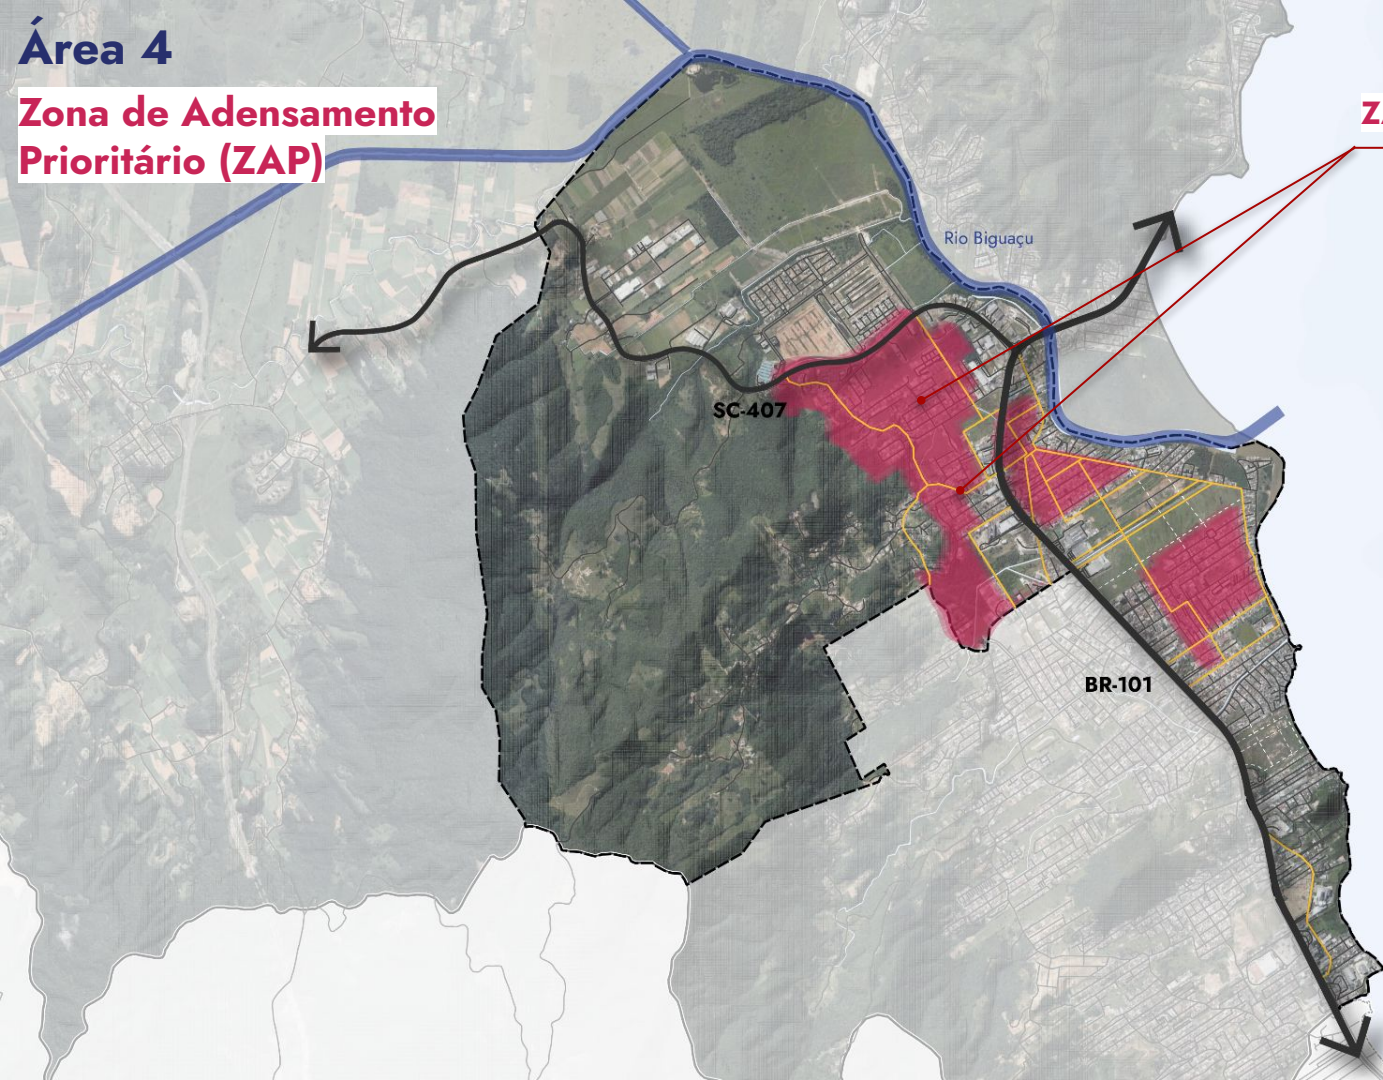 Área 4
Zona de Adensamento
Prioritário (ZAP)
Rio Biguaçu
SC-407
BR-101